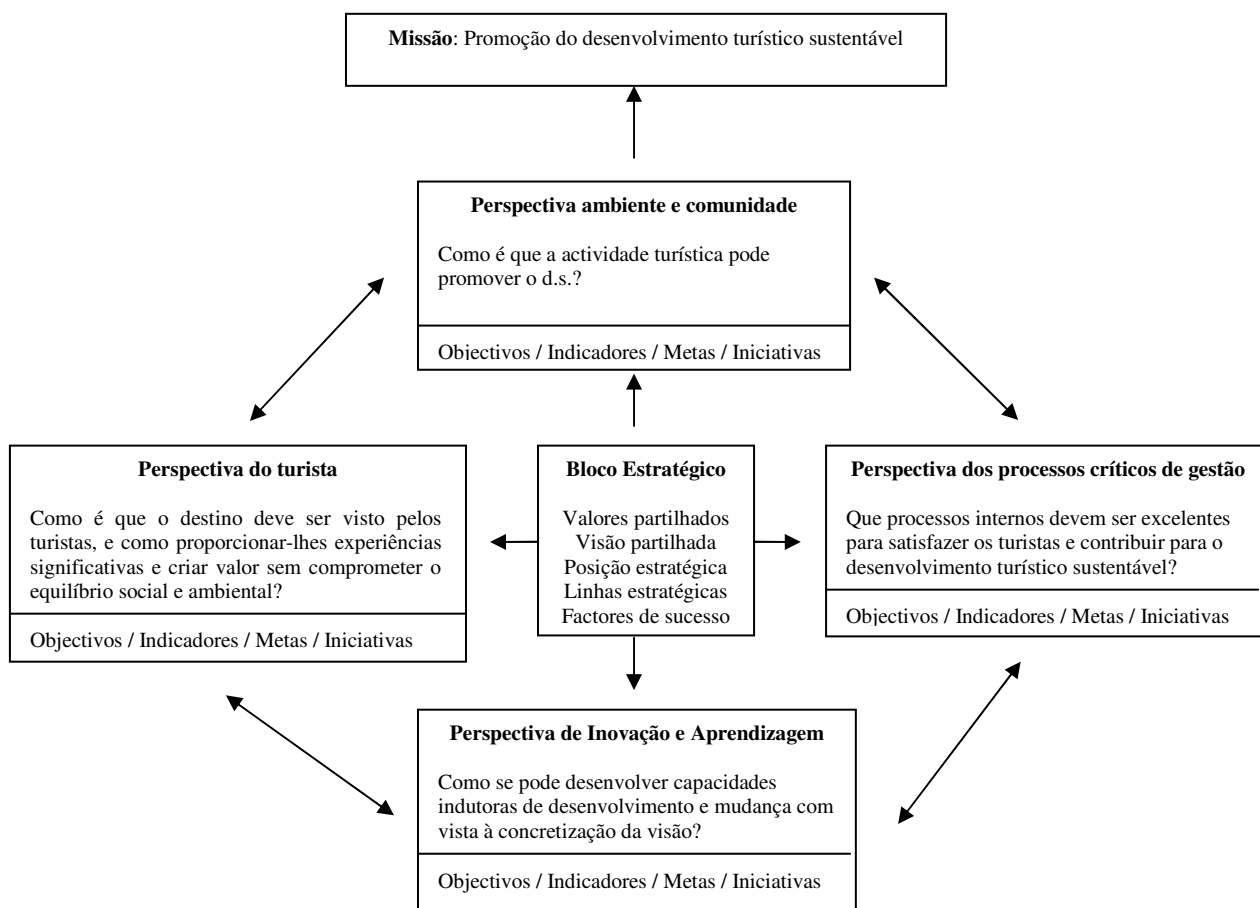 Missão: Promoção do desenvolvimento turístico sustentável
Perspectiva ambiente e comunidade
Como é que a actividade turística pode
promover o d.s.?
Objectivos / Indicadores / Metas / Iniciativas
Perspectiva do turista
Como é que o destino deve ser visto pelos
turistas, e como proporcionar-lhes experiências
significativas e criar valor sem comprometer o
equilíbrio social e ambiental?
Objectivos / Indicadores / Metas / Iniciativas
Bloco Estratégico
Valores partilhados
Visão partilhada
Posição estratégica
Linhas estratégicas
Factores de sucesso
Perspectiva dos processos críticos de gestão
Que processos internos devem ser excelentes
para satisfazer os turistas e contribuir para o
desenvolvimento turístico sustentável?
Objectivos / Indicadores / Metas / Iniciativas
Perspectiva de Inovação e Aprendizagem
Como se pode desenvolver capacidades
indutoras de desenvolvimento e mudança com
vista à concretização da visão?
Objectivos / Indicadores / Metas / Iniciativas